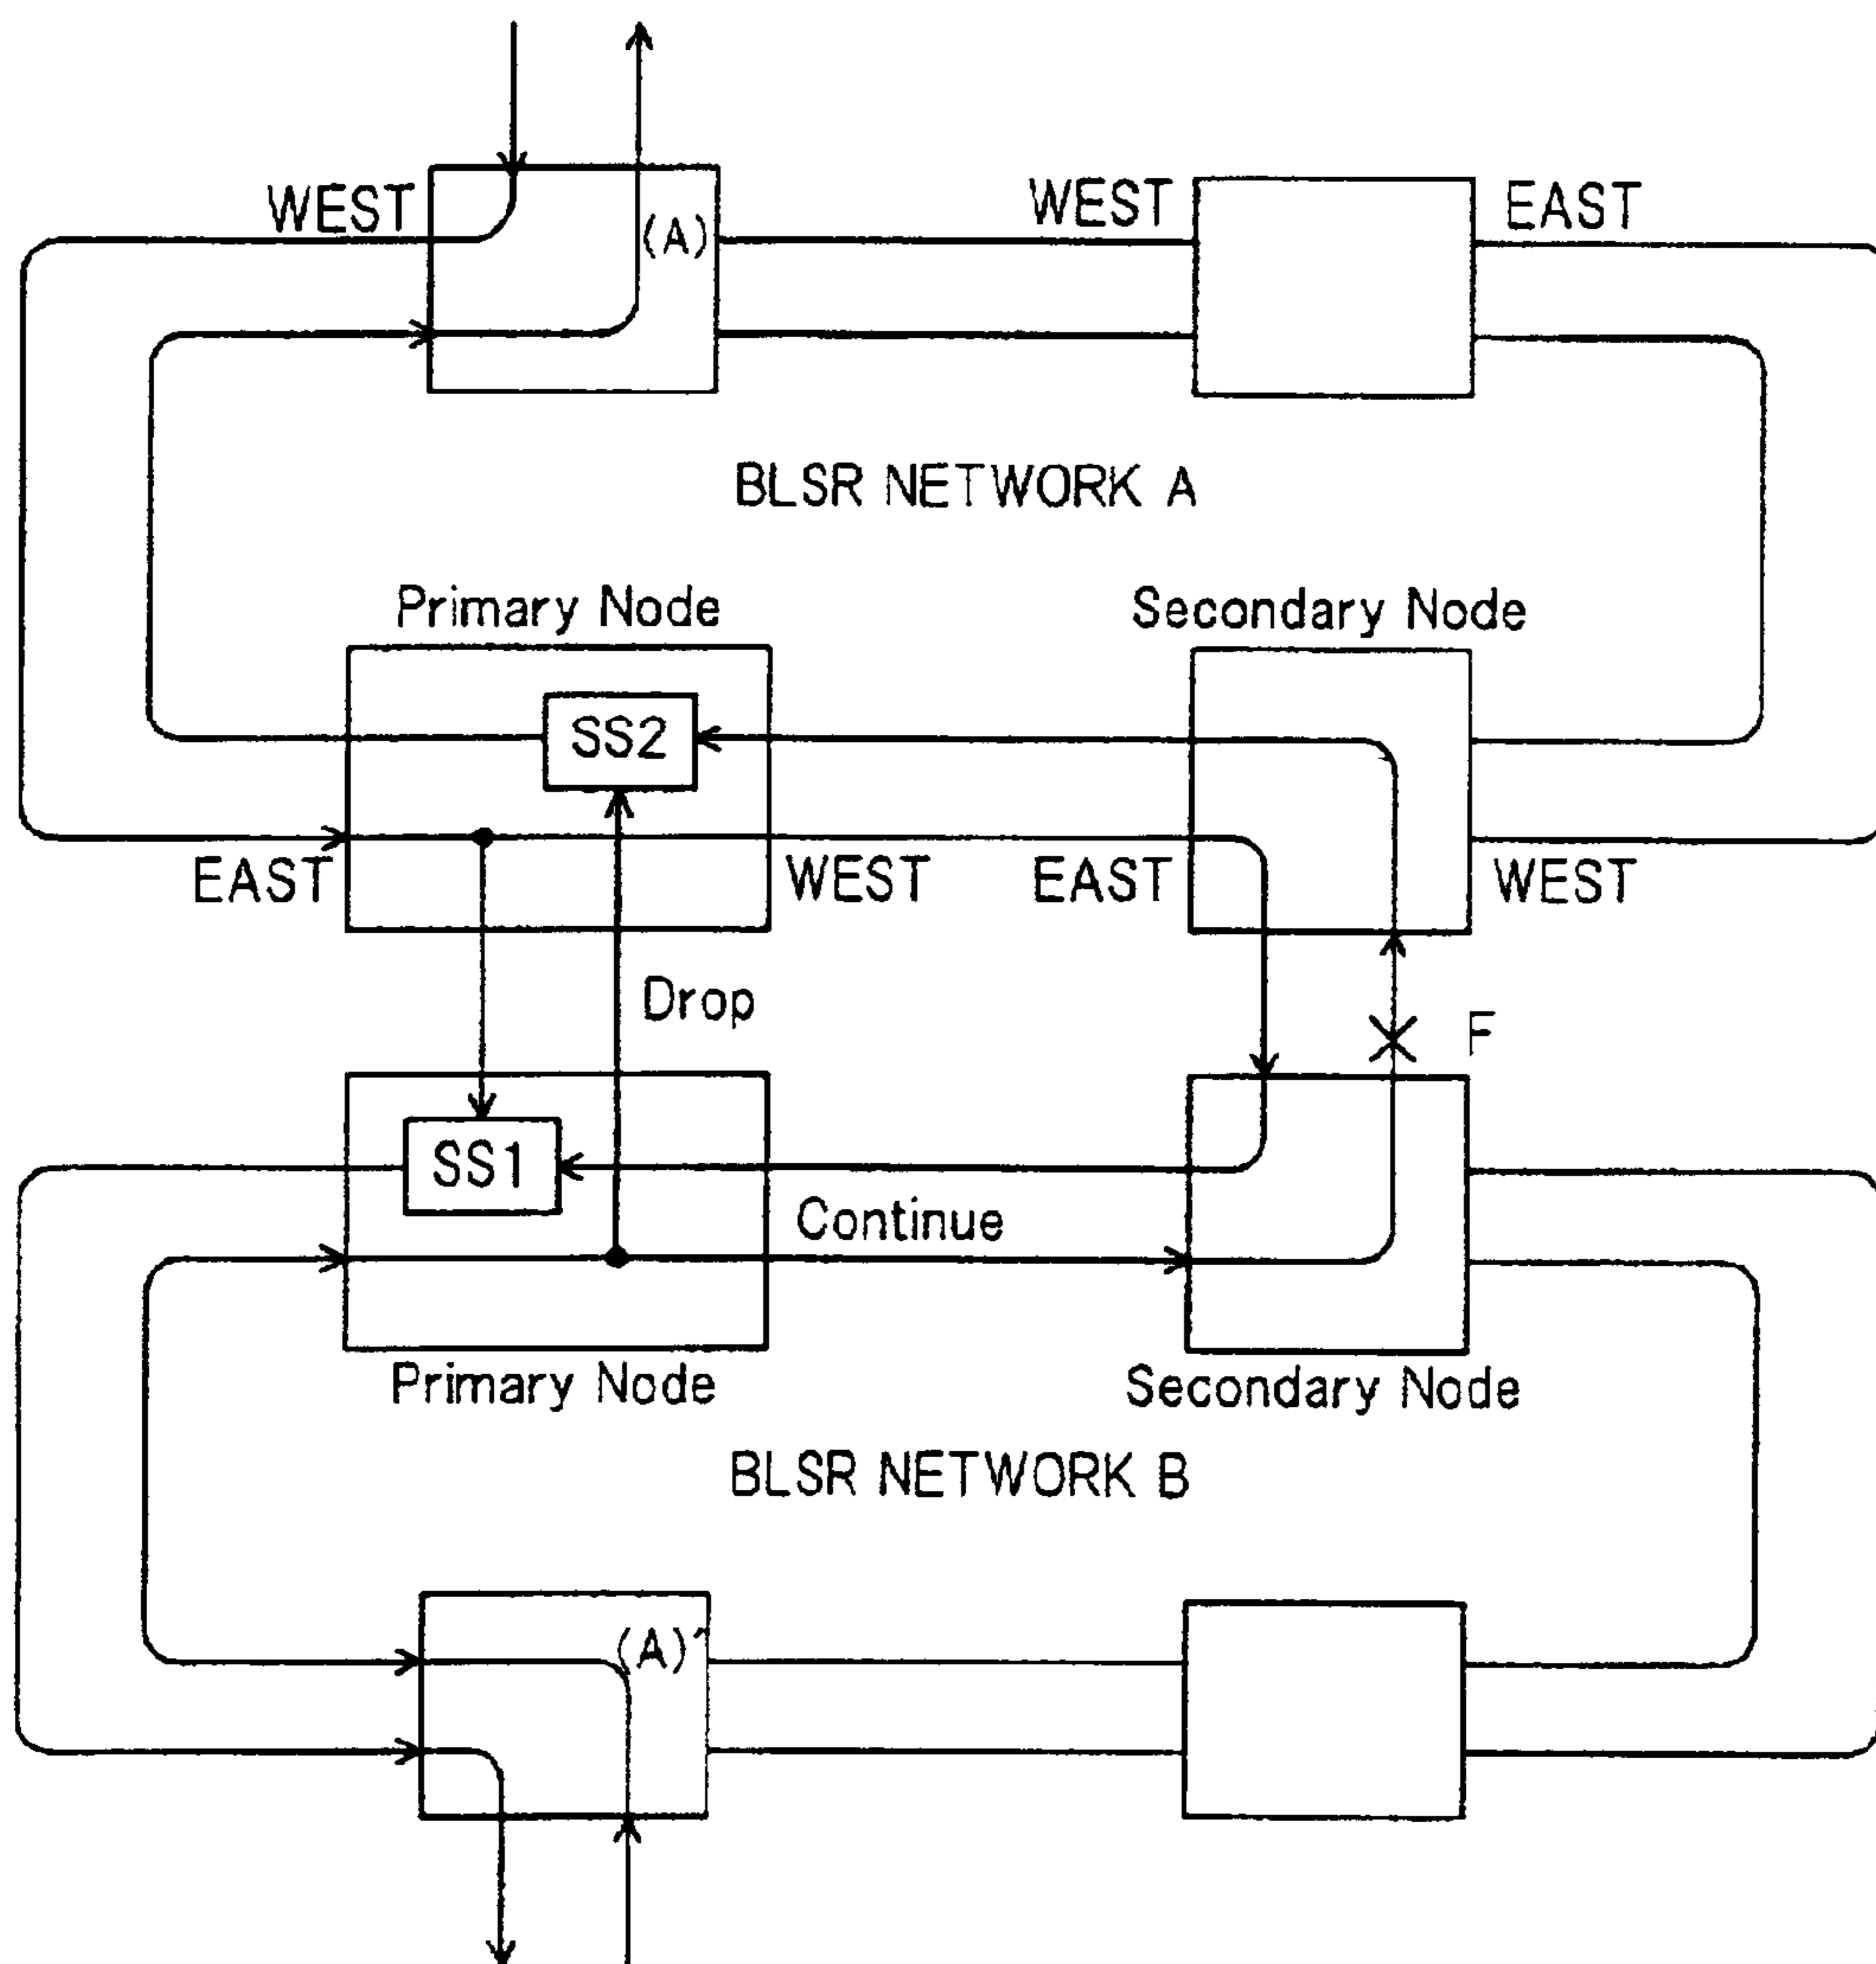 WEST
(A)
WEST
EAST
BLSR NETWORK A
Primary Node
Secondary Node
SS2
EAST
WEST
EAST
WEST
Drop
F
SS1
Continue
Primary Node
Secondary Node
BLSR NETWORK B
(A)'